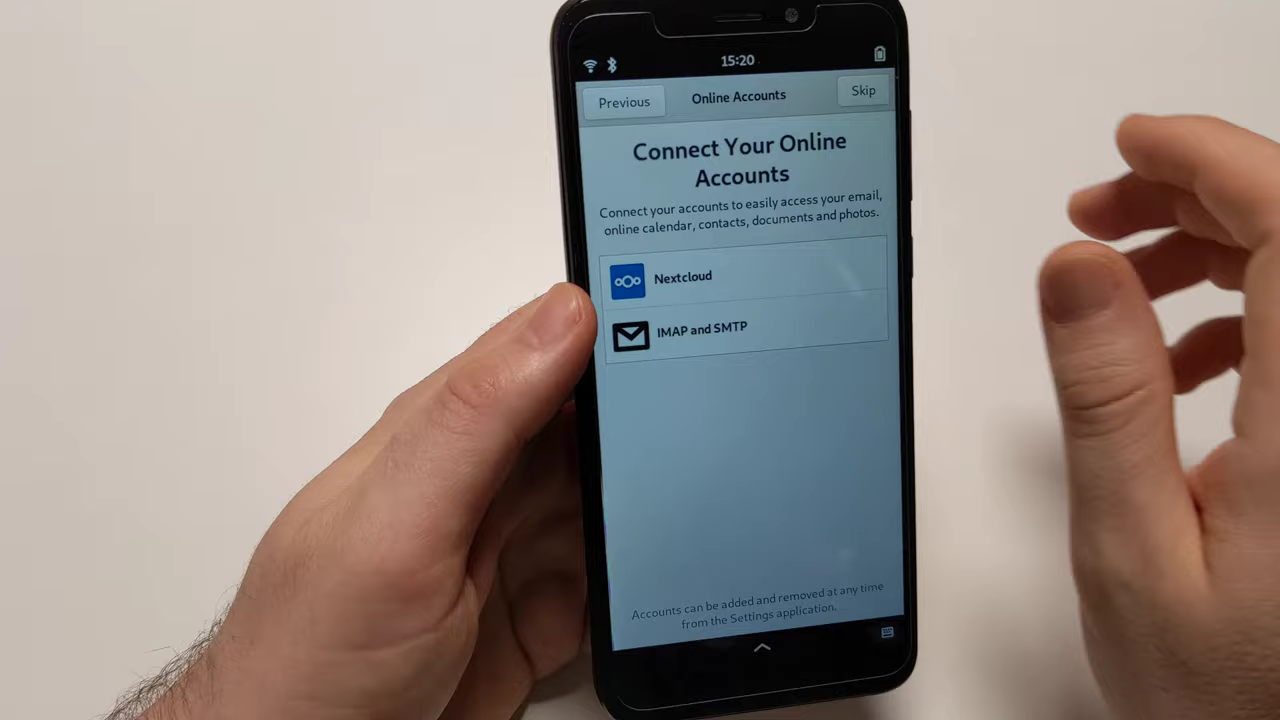 15:20
Previous
Online Accounts
Skip
Connect Your Online
Accounts
Connect your accounts to easily access your email,
online calendar, contacts, documents and photos.
Nextcloud
IMAP and SMTP
Accounts can be added and removed at any time
from the Settings application.